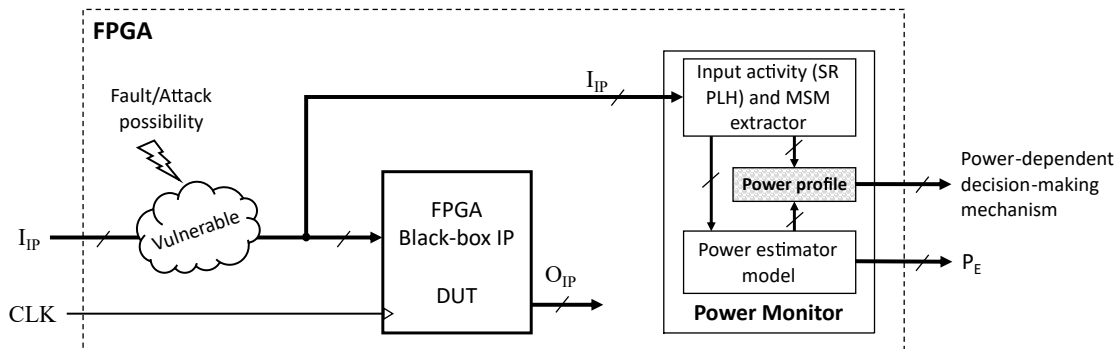 FPGA
Fault/Attack
possibility
I_IP
Vulnerable
CLK
FPGA
Black-box IP
DUT
O_IP
I_IP
Input activity (SR
PLH) and MSM
extractor
Power profile
Power estimator
model
Power Monitor
Power-dependent
decision-making
mechanism
P_E